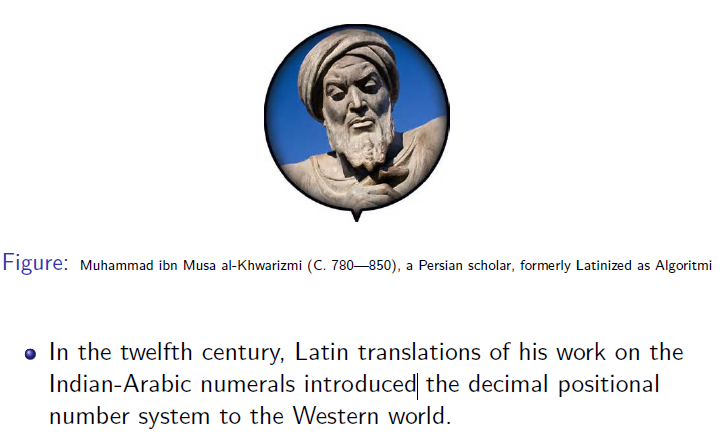 Figure: Muhammad ibn Musa al-Khwarizmi (C. 780—850), a Persian scholar, formerly Latinized as Algoritmi
In the twelfth century, Latin translations of his work on the
Indian-Arabic numerals introduced the decimal positional
number system to the Western world.